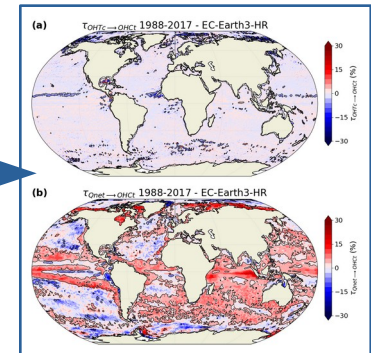 (a) τOHTc→OHCt 1988-2017 - EC-Earth3-HR
30
15
0
−15
−30
τOHTc→OHCt (%)
(b) τQnet→OHCt 1988-2017 - EC-Earth3-HR
30
15
0
−15
−30
τQnet→OHCt (%)